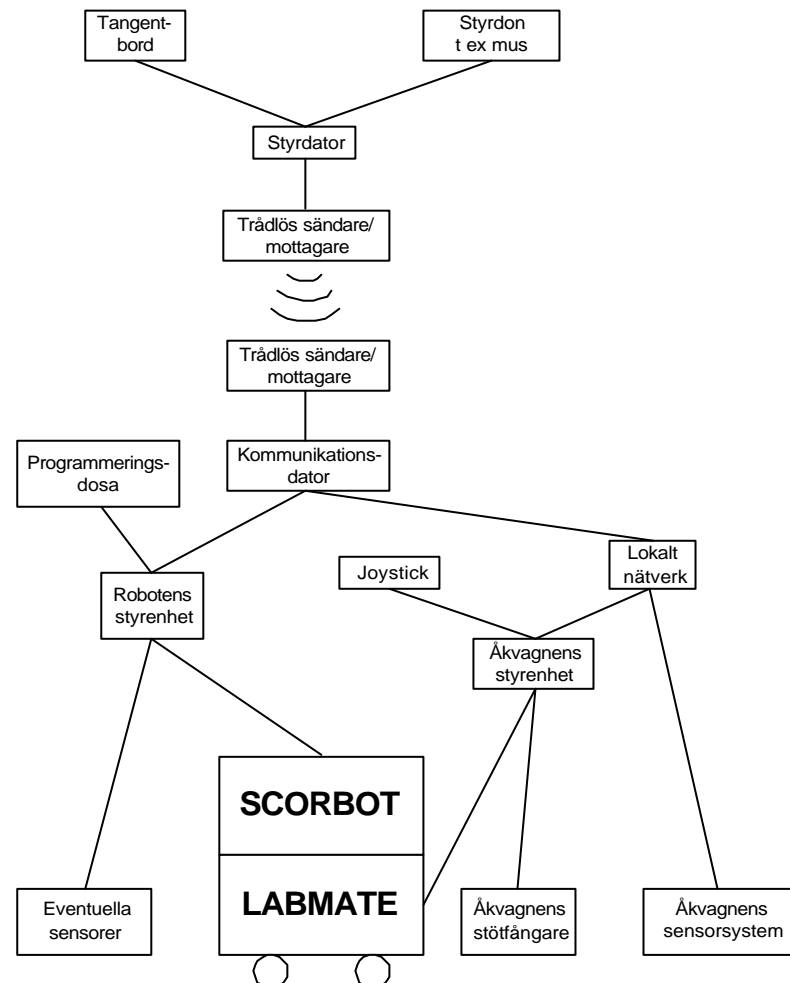 Tangent-
bord
Styrdon
t ex mus
Styrdator
Trådlös sändare/
mottagare
Trådlös sändare/
mottagare
Kommunikations-
dator
Programmerings-
dosa
Lokalt
nätverk
Joystick
Robotens
styrenhet
Åkvagnens
styrenhet
SCORBOT
LABMATE
Eventuella
sensorer
Åkvagnens
stötfångare
Åkvagnens
sensorsystem